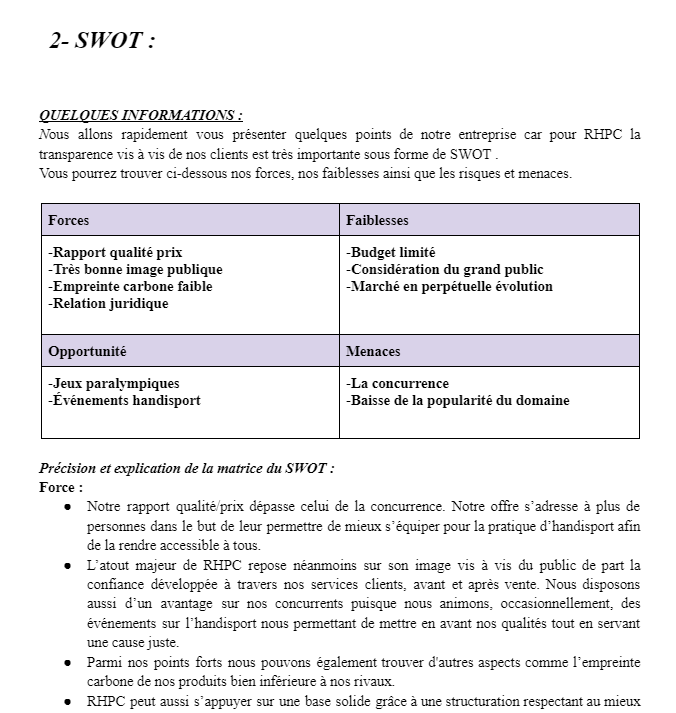 2- SWOT :
QUELQUES INFORMATIONS :
Nous allons rapidement vous présenter quelques points de notre entreprise car pour RHPC la
transparence vis à vis de nos clients est très importante sous forme de SWOT .
Vous pourrez trouver ci-dessous nos forces, nos faiblesses ainsi que les risques et menaces.
Forces
Faiblesses
-Rapport qualité prix
-Très bonne image publique
-Empreinte carbone faible
-Relation juridique
-Budget limité
-Considération du grand public
-Marché en perpétuelle évolution
Opportunité
Menaces
-Jeux paralympiques
-Événements handisport
-La concurrence
-Baisse de la popularité du domaine
Précision et explication de la matrice du SWOT :
Force :
● Notre rapport qualité/prix dépasse celui de la concurrence. Notre offre s’adresse à plus de
personnes dans le but de leur permettre de mieux s’équiper pour la pratique d’handisport afin
de la rendre accessible à tous.
● L’atout majeur de RHPC repose néanmoins sur son image vis à vis du public de part la
confiance développée à travers nos services clients, avant et après vente. Nous disposons
aussi d’un avantage sur nos concurrents puisque nous animons, occasionnellement, des
événements sur l’handisport nous permettant de mettre en avant nos qualités tout en servant
une cause juste.
● Parmi nos points forts nous pouvons également trouver d'autres aspects comme l’empreinte
carbone de nos produits bien inférieure à nos rivaux.
● RHPC peut aussi s’appuyer sur une base solide grâce à une structuration respectant au mieux